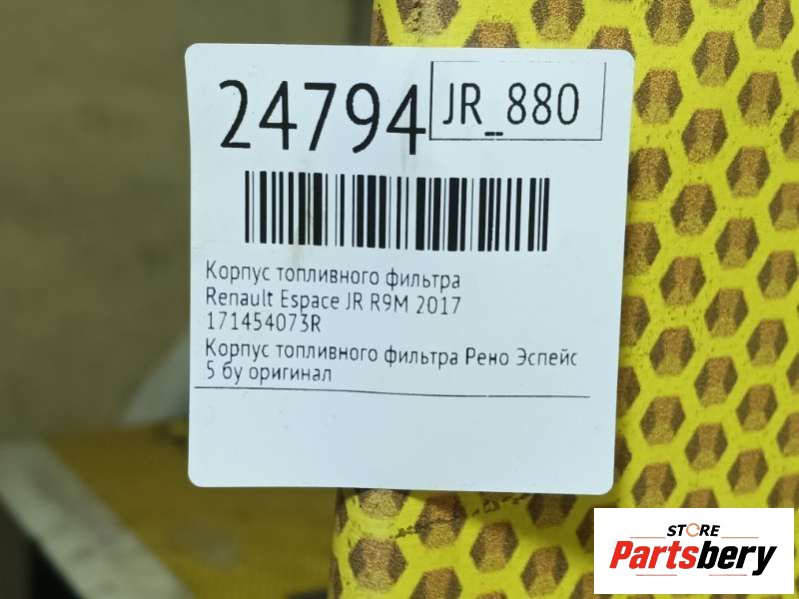 24794
JR_880
Корпус топливного фильтра
Renault Espace JR R9M 2017
171454073R
Корпус топливного фильтра Рено Эспейс
5 бу оригинал
STORE
Partsbery